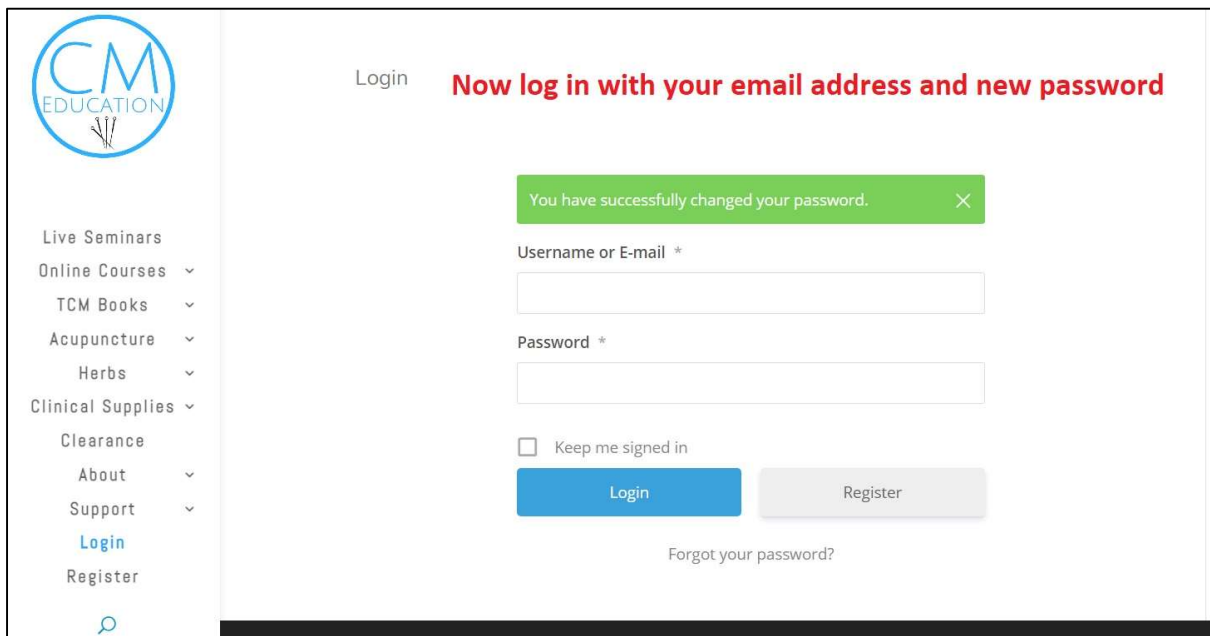 CM
EDUCATION
Live Seminars
Online Courses
TCM Books
Acupuncture
Herbs
Clinical Supplies
Clearance
About
Support
Login
Register
Login
Now log in with your email address and new password
You have successfully changed your password.
Username or E-mail *
Password *
Keep me signed in
Login
Register
Forgot your password?